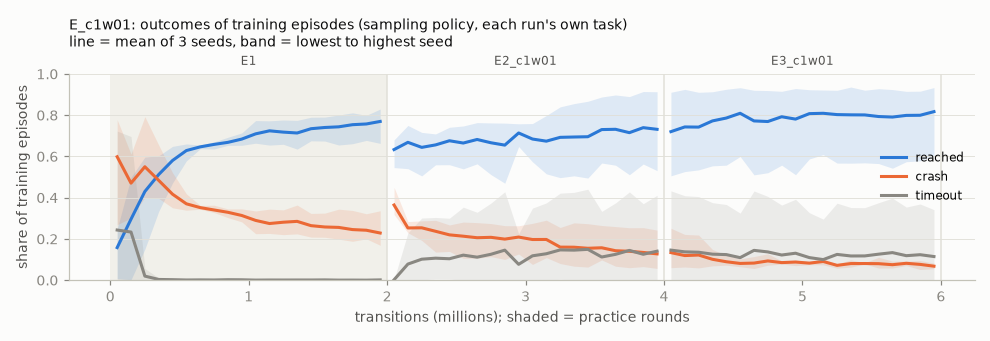 E_c1w01: outcomes of training episodes (sampling policy, each run's own task)
line = mean of 3 seeds, band = lowest to highest seed
E1 E2_c1w01 E3_c1w01
1.0
0.8
0.6
0.4
0.2
0.0
share of training episodes
reached
crash
timeout
0 1 2 3 4 5 6
transitions (millions); shaded = practice rounds